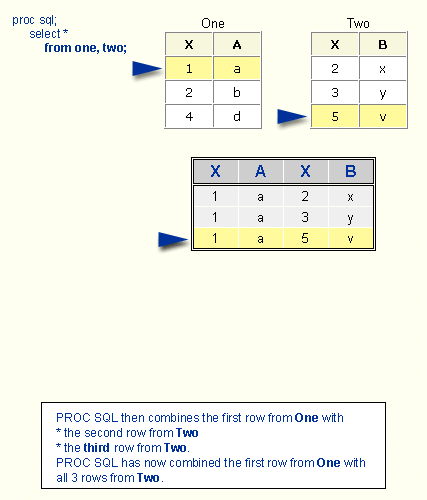 proc sql;
select *
from one, two;
One
X A
1 a
2 b
4 d
Two
X B
2 x
3 y
5 v
X A X B
1 a 2 x
1 a 3 y
1 a 5 v
PROC SQL then combines the first row from One with
* the second row from Two
* the third row from Two.
PROC SQL has now combined the first row from One with
all 3 rows from Two.